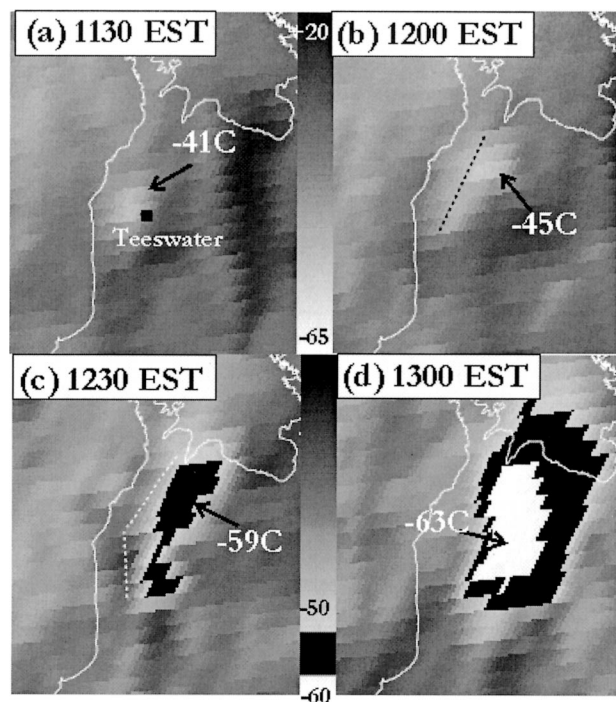 (a) 1130 EST
-20
(b) 1200 EST
-41C
Teeswater
-45C
-65
(c) 1230 EST
(d) 1300 EST
-59C
-63C
-50
-60